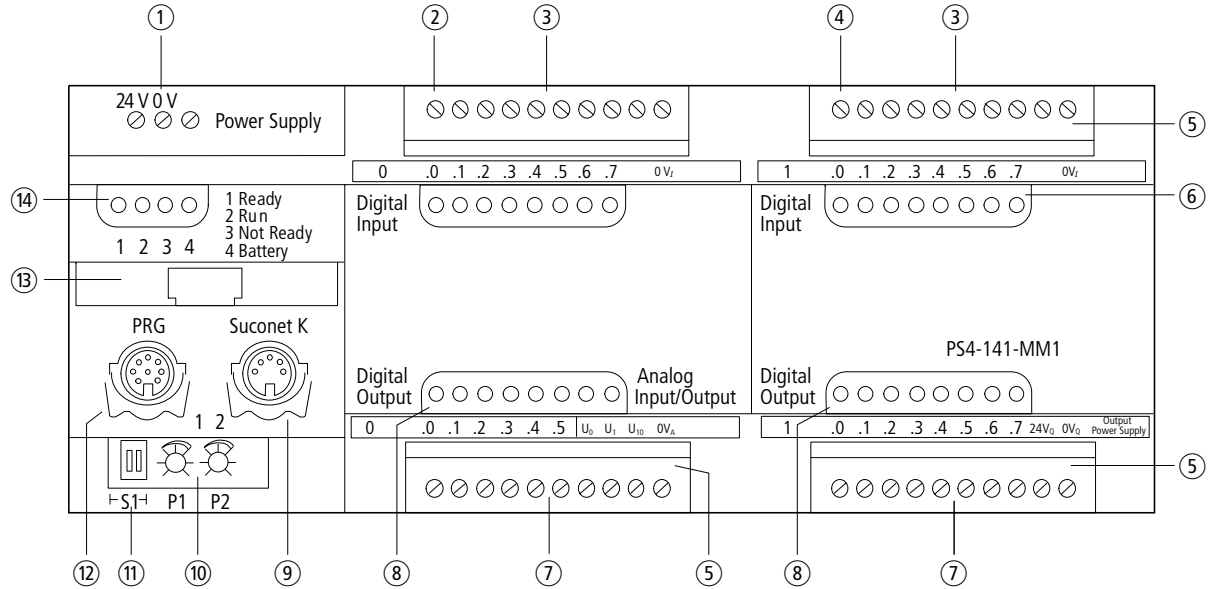 ① ② ③ ④ ③
24 V 0 V
Power Supply
⑤
0 .0 .1 .2 .3 .4 .5 .6 .7 0 VI
1 .0 .1 .2 .3 .4 .5 .6 .7 0VI
⑭
1 Ready
2 Run
3 Not Ready
4 Battery
1 2 3 4
Digital
Input
Digital
Input
⑥
⑬
PRG
Suconet K
PS4-141-MM1
Digital
Output
Analog
Input/Output
Digital
Output
1 2
0 .0 .1 .2 .3 .4 .5 U0 U1 U10 0VA
1 .0 .1 .2 .3 .4 .5 .6 .7 24VQ 0VQ Output
Power Supply
⑤
S1 P1 P2
⑫ ⑪ ⑩ ⑨ ⑧ ⑦ ⑤ ⑧ ⑦